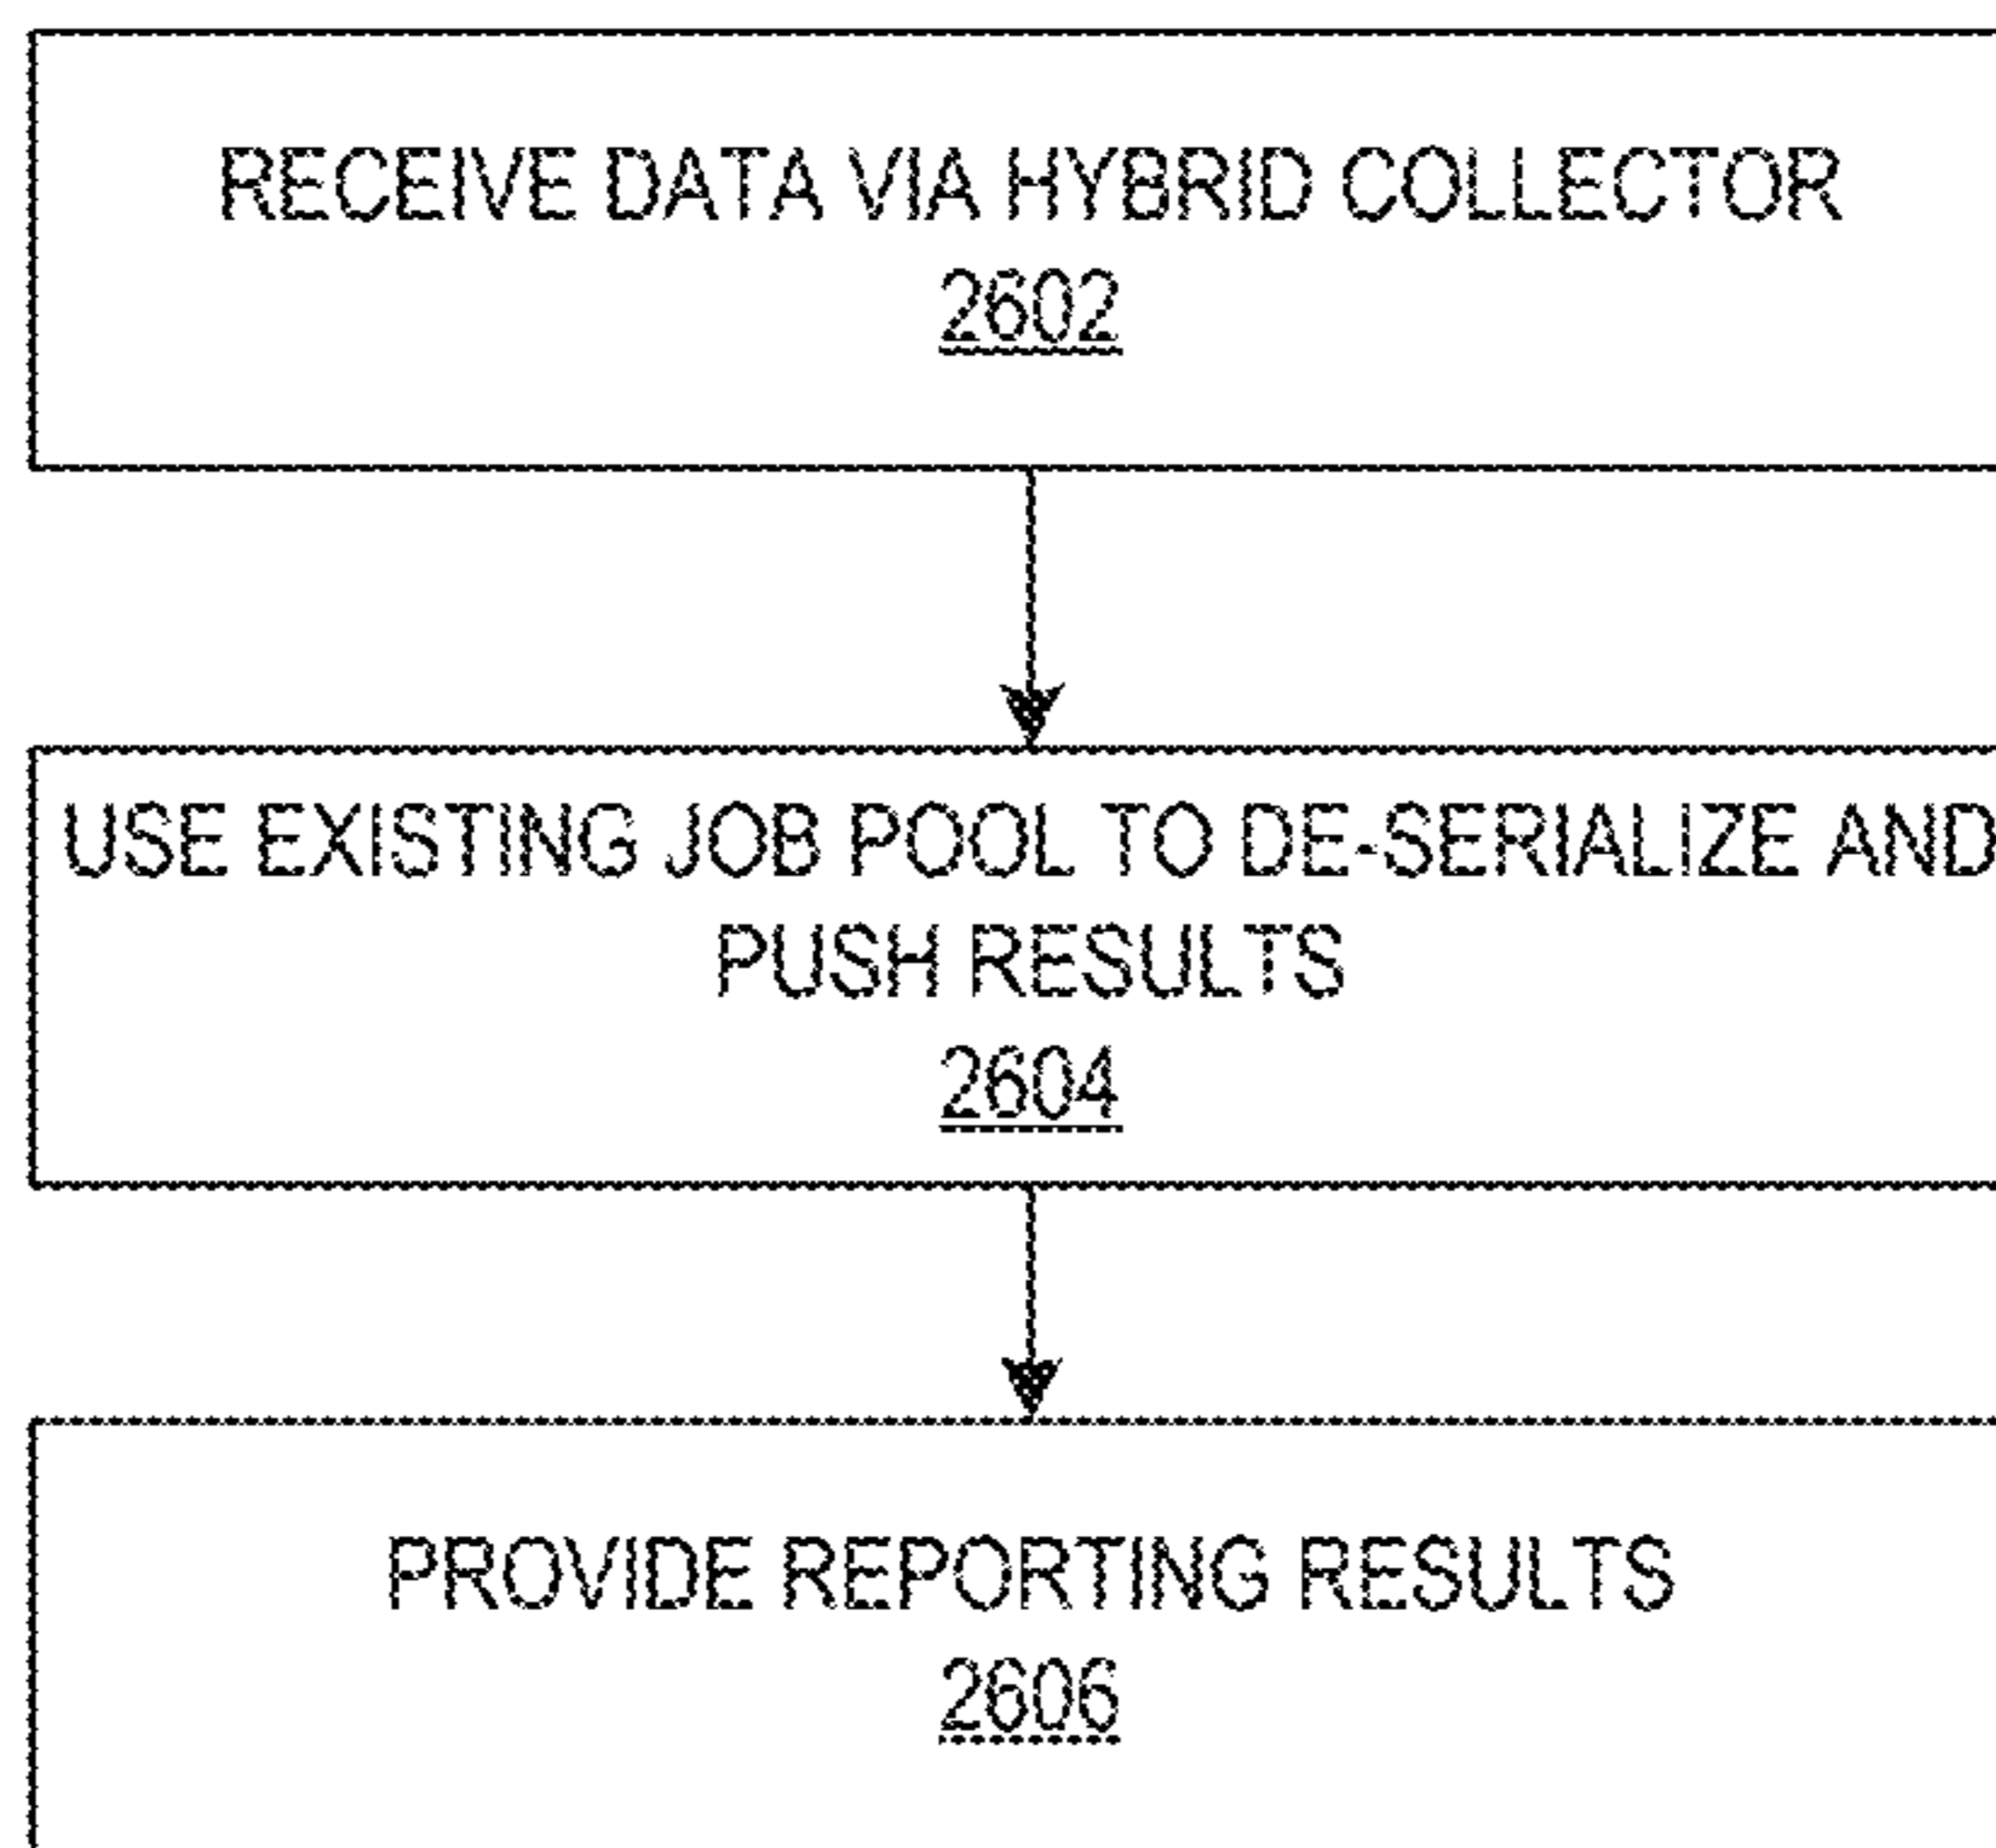 RECEIVE DATA VIA HYBRID COLLECTOR
2602
USE EXISTING JOB POOL TO DE-SERIALIZE AND
PUSH RESULTS
2604
PROVIDE REPORTING RESULTS
2606